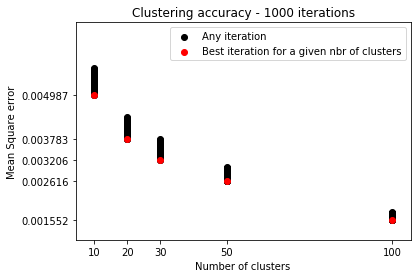 Clustering accuracy - 1000 iterations
Any iteration
Best iteration for a given nbr of clusters
Mean Square error
0.004987
0.003783
0.003206
0.002616
0.001552
10 20 30 50 100
Number of clusters